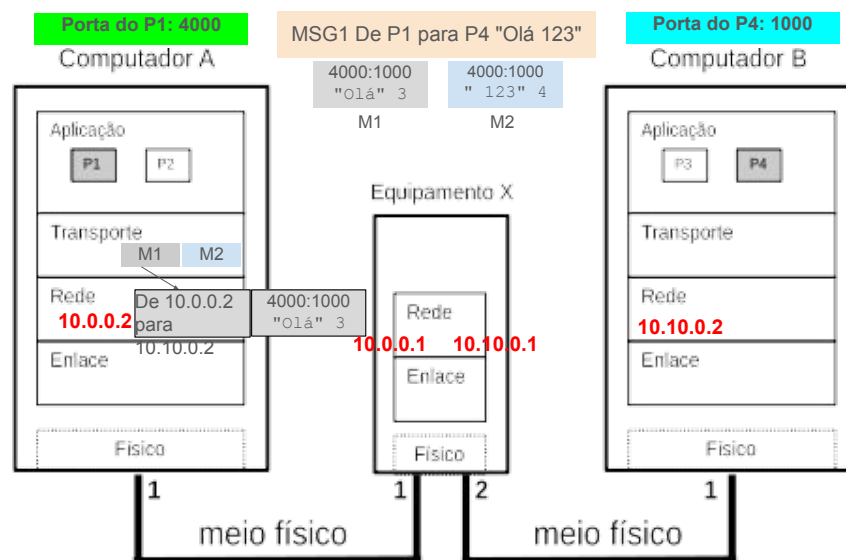 Porta do P1: 4000
MSG1 De P1 para P4 "Olá 123"
Porta do P4: 1000
Computador A
Computador B
4000:1000
"Olá" 3
M1
4000:1000
" 123" 4
M2
Aplicação
P1
P2
Transporte
M1
M2
Rede
10.0.0.2
De 10.0.0.2
para
10.10.0.2
4000:1000
"Olá" 3
Enlace
Físico
1
Equipamento X
Rede
10.0.0.1
10.10.0.1
Enlace
Físico
1
2
Aplicação
P3
P4
Transporte
Rede
10.10.0.2
Enlace
Físico
1
meio físico
meio físico